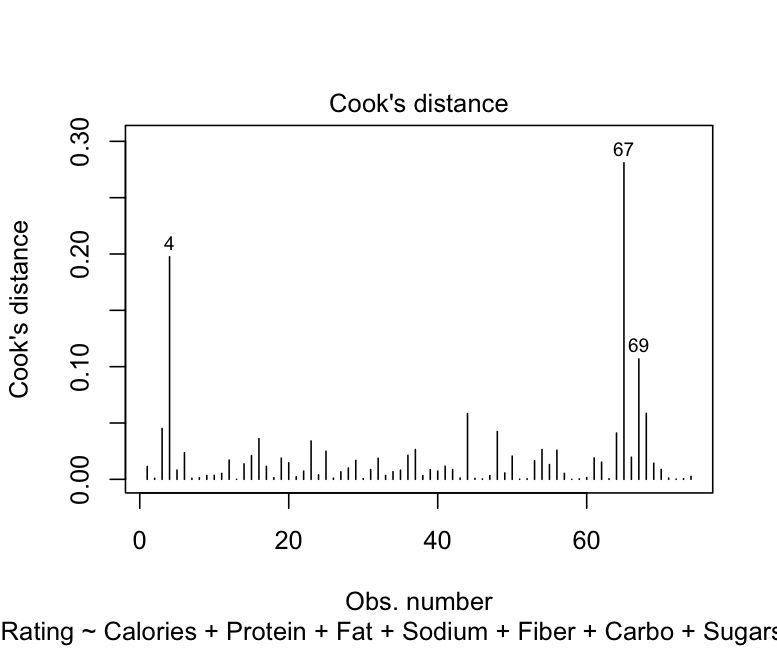 Cook's distance
Cook's distance
0.30
0.20
0.10
0.00
4
67
69
0 20 40 60
Obs. number
Rating ~ Calories + Protein + Fat + Sodium + Fiber + Carbo + Sugars